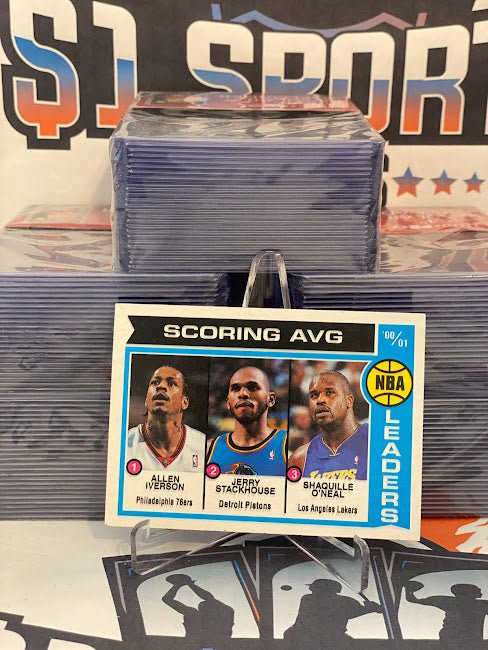 $1 SPORT
SCORING AVG
'00/01
NBA
LEADERS
1
ALLEN
IVERSON
Philadelphia 76ers
2
JERRY
STACKHOUSE
Detroit Pistons
3
SHAQUILLE
O'NEAL
Los Angeles Lakers